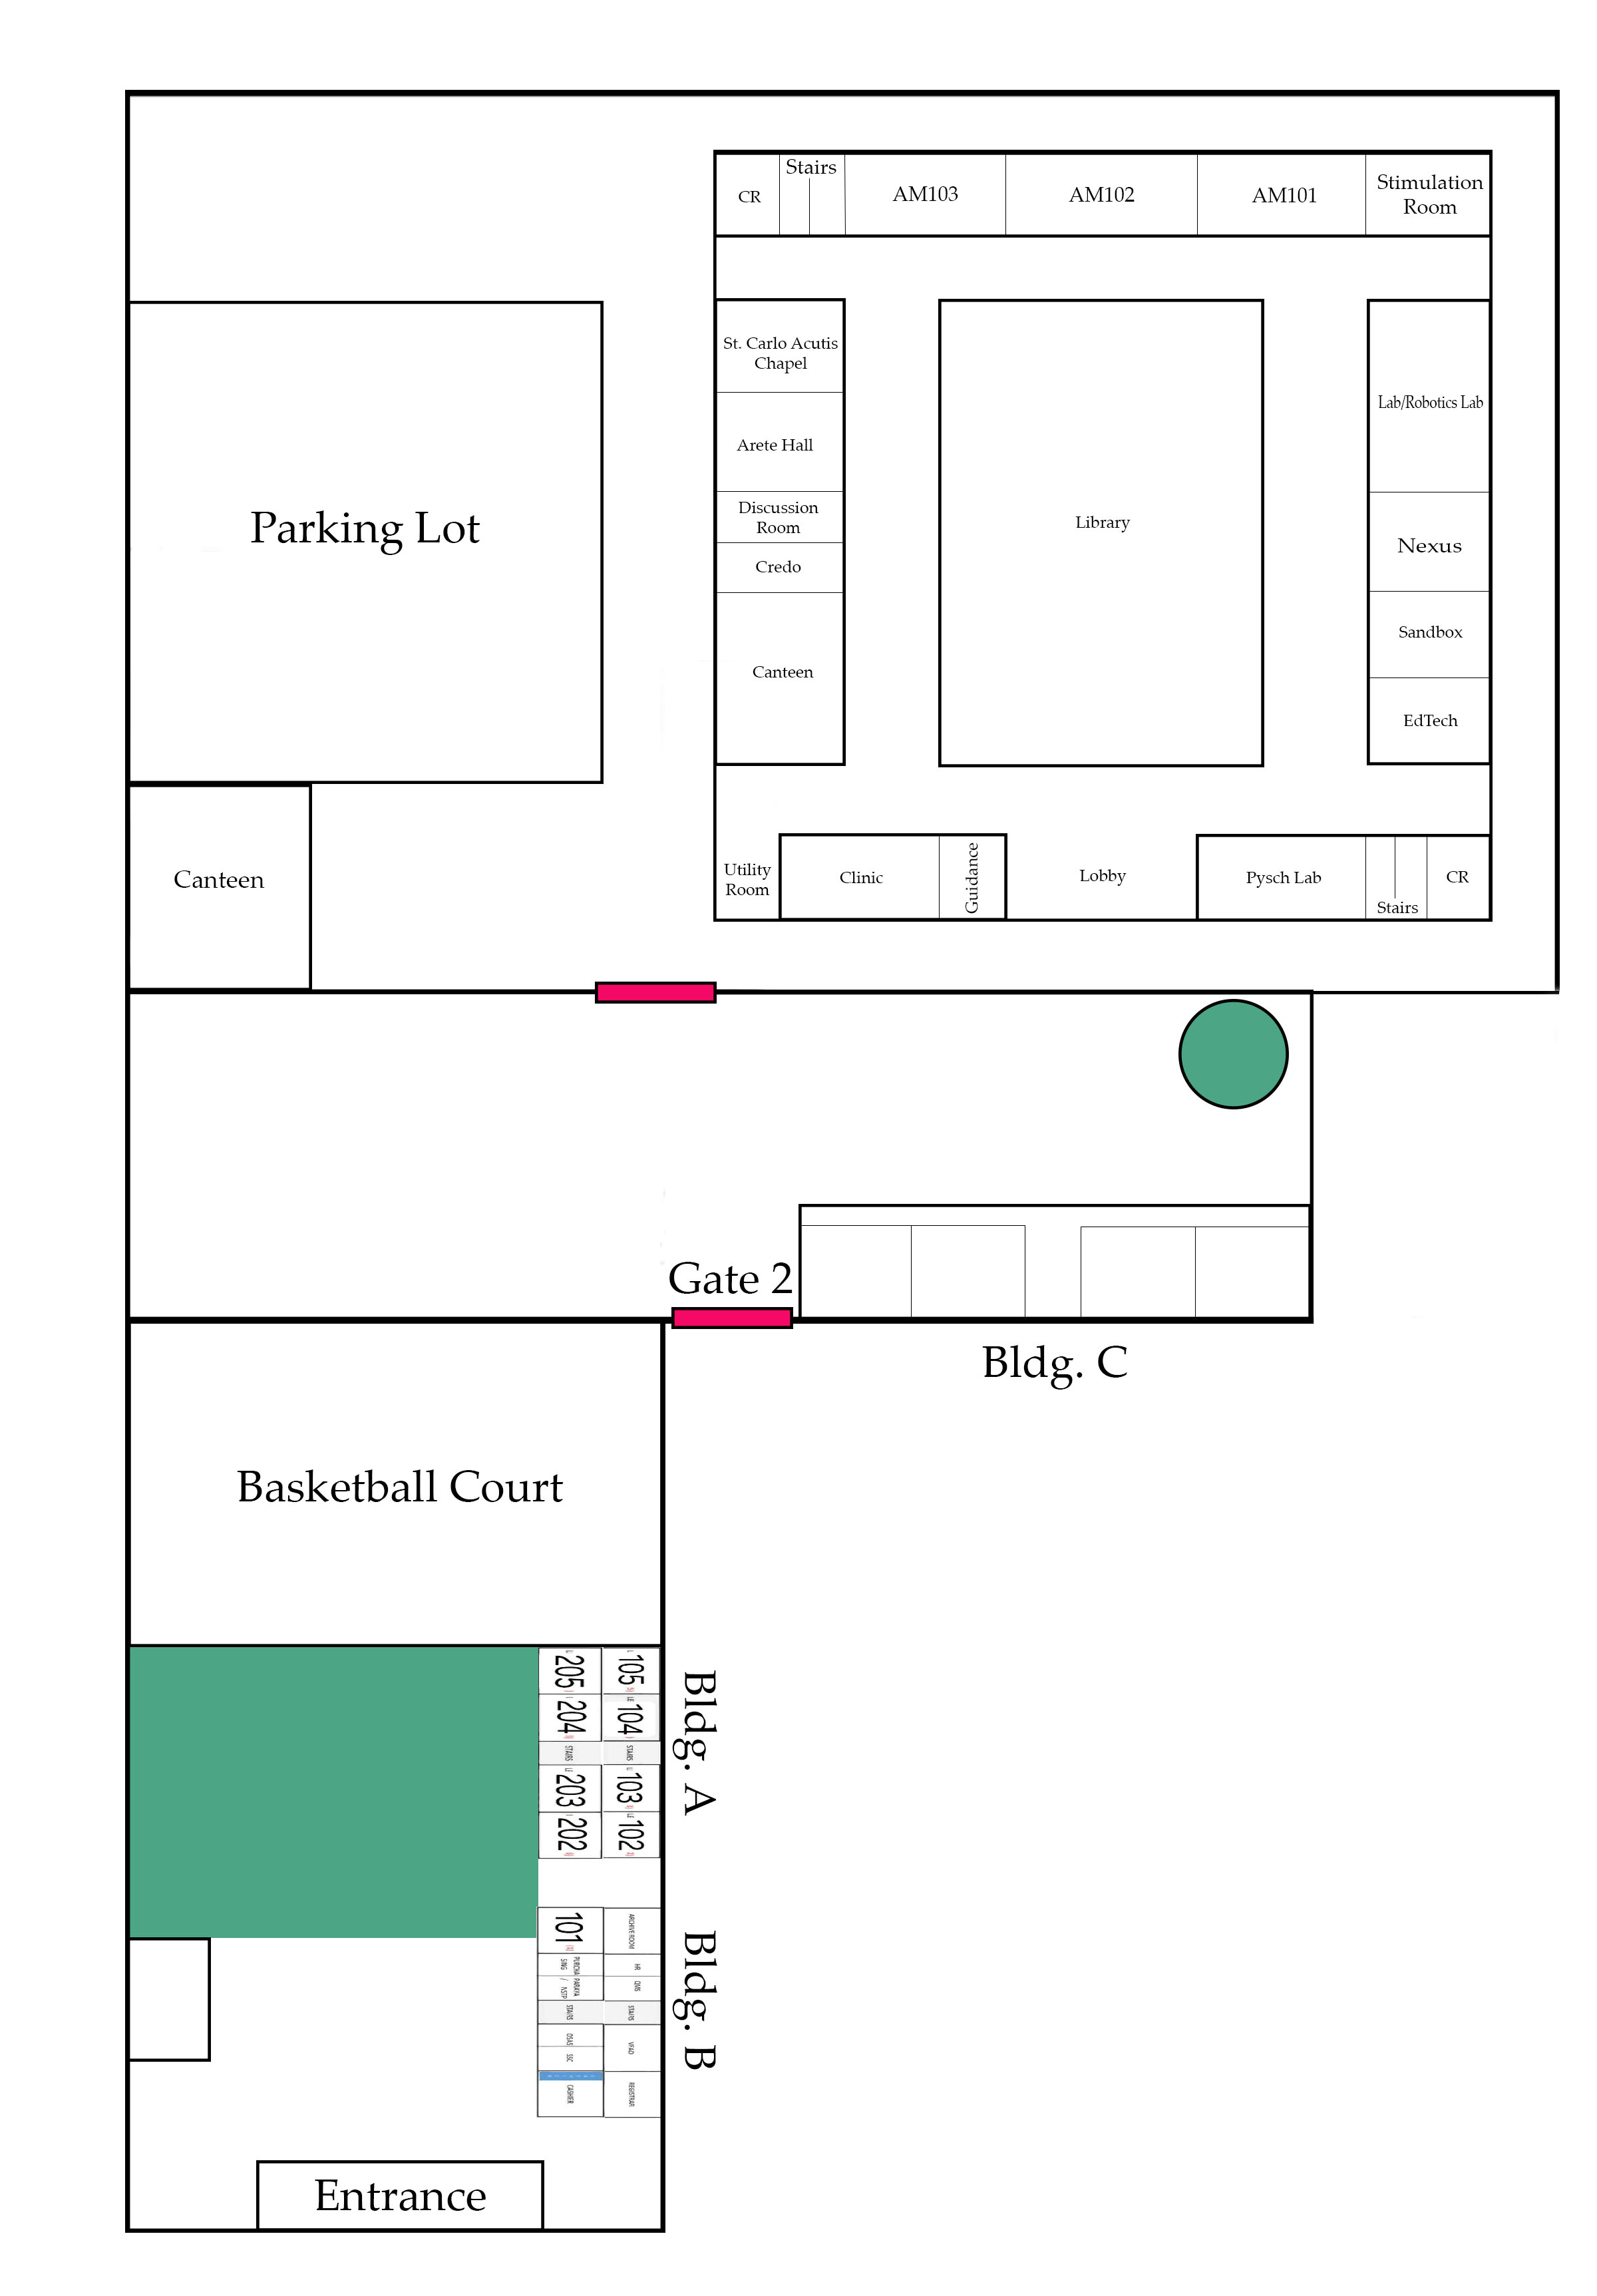 Stairs
CR
AM103
AM102
AM101
Stimulation
Room
St. Carlo Acutis
Chapel
Arete Hall
Discussion
Room
Credo
Canteen
Library
Lab/Robotics Lab
Nexus
Sandbox
EdTech
Parking Lot
Canteen
Utility
Room
Clinic
Guidance
Lobby
Pysch Lab
Stairs
CR
Gate 2
Bldg. C
Basketball Court
205
105
204
104
STAIRS
STAIRS
203
103
202
102
Bldg. A
101
ARCHIVE ROOM
PURCHA
SING
HR
/ NSTP
STAIRS
STAIRS
OSAS
SSC
VPAD
CASHIER
REGISTRAR
Bldg. B
Entrance